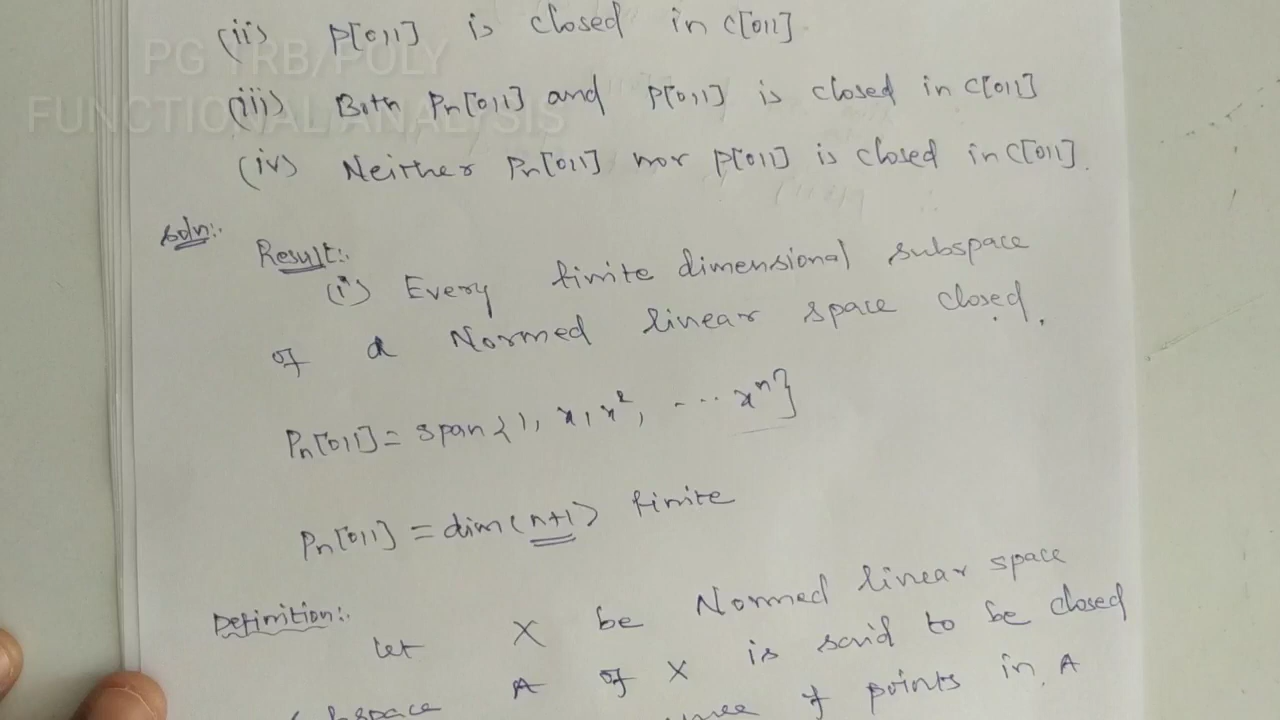 (ii) P[0,1] is closed in C[0,1]
PG TRB/POLY
(iii) Both Pn[0,1] and P[0,1] is closed in C[0,1]
FUNCTIONAL ANALYSIS
(iv) Neither Pn[0,1] nor P[0,1] is closed in C[0,1].
Soln:.
Result:.
(i) Every finite dimensional subspace
of a Normed linear space closed.
Pn[0,1] = span {1, x, x², --- xⁿ}
Pn[0,1] = dim (n+1) finite
Definition:.
Let X be Normed linear space
A of X is said to be closed
of points in A